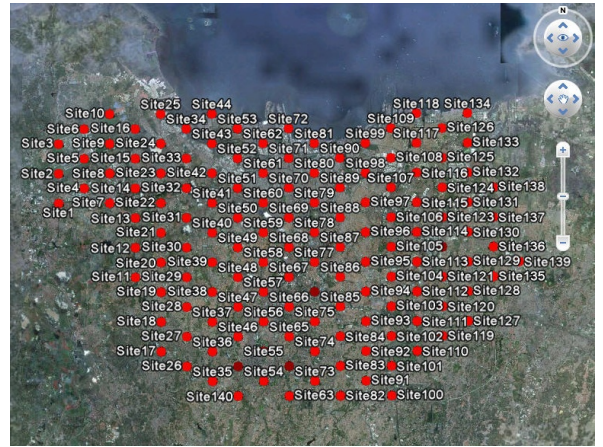 N
Site25 Site44 Site72 Site118 Site134
Site10 Site34 Site53 Site109
Site6 Site16 Site43 Site62 Site81 Site99 Site117 Site126
Site3 Site9 Site24 Site52 Site71 Site90 Site133
Site5 Site15 Site33 Site61 Site80 Site98 Site108 Site125
Site2 Site8 Site23 Site42 Site51 Site70 Site89 Site116 Site132
Site4 Site14 Site32 Site41 Site60 Site79 Site107 Site124 Site138
Site1 Site7 Site22 Site50 Site69 Site88 Site97 Site115 Site131
Site13 Site31 Site40 Site59 Site78 Site106 Site123 Site137
Site21 Site49 Site68 Site87 Site96 Site114 Site130
Site12 Site30 Site58 Site77 Site105 Site136
Site20 Site39 Site48 Site67 Site86 Site95 Site113 Site129 Site139
Site11 Site29 Site57 Site104 Site121 Site135
Site19 Site38 Site47 Site66 Site85 Site94 Site112 Site128
Site28 Site37 Site56 Site75 Site103 Site120
Site18 Site46 Site65 Site93 Site111 Site127
Site27 Site36 Site74 Site84 Site102 Site119
Site17 Site55 Site92 Site110
Site26 Site35 Site54 Site73 Site83 Site101
Site91
Site140 Site63 Site82 Site100